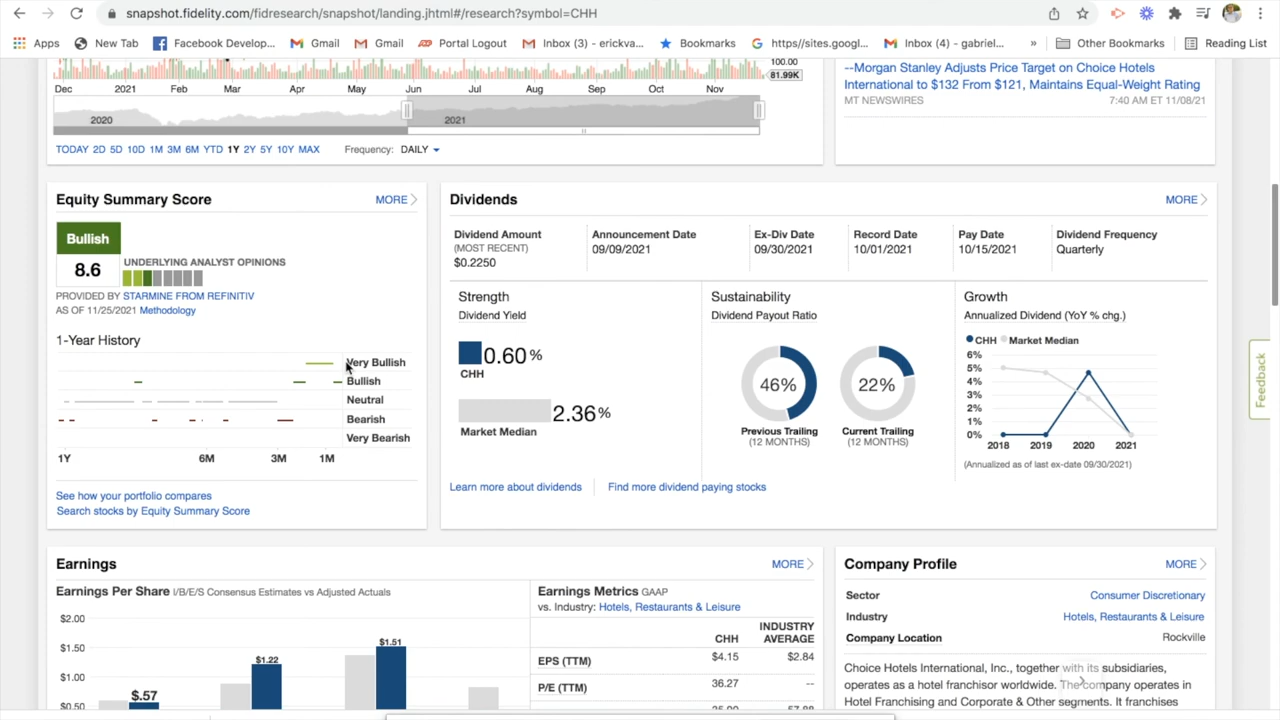 snapshot.fidelity.com/fidresearch/snapshot/landing.jhtml#/research?symbol=CHH
Apps New Tab Facebook Develop... Gmail Gmail Portal Logout Inbox (3) - erickva... Bookmarks https//sites.googl... Inbox (4) - gabriel... » Other Bookmarks Reading List
100.00
81.99K
Dec 2021 Feb Mar Apr May Jun Jul Aug Sep Oct Nov
2020 2021
TODAY 2D 5D 10D 1M 3M 6M YTD 1Y 2Y 5Y 10Y MAX Frequency: DAILY
--Morgan Stanley Adjusts Price Target on Choice Hotels
International to $132 From $121, Maintains Equal-Weight Rating
MT NEWSWIRES 7:40 AM ET 11/08/21
Equity Summary Score MORE
Bullish
8.6
UNDERLYING ANALYST OPINIONS
PROVIDED BY STARMINE FROM REFINITIV
AS OF 11/25/2021 Methodology
1-Year History
Very Bullish
Bullish
Neutral
Bearish
Very Bearish
1Y 6M 3M 1M
See how your portfolio compares
Search stocks by Equity Summary Score
Dividends MORE
Dividend Amount
(MOST RECENT)
$0.2250
Announcement Date
09/09/2021
Ex-Div Date
09/30/2021
Record Date
10/01/2021
Pay Date
10/15/2021
Dividend Frequency
Quarterly
Strength
Dividend Yield
0.60 %
CHH
2.36 %
Market Median
Sustainability
Dividend Payout Ratio
46% 22%
Previous Trailing Current Trailing
(12 MONTHS) (12 MONTHS)
Growth
Annualized Dividend (YoY % chg.)
CHH Market Median
6%
5%
4%
3%
2%
1%
0%
2018 2019 2020 2021
(Annualized as of last ex-date 09/30/2021)
Learn more about dividends Find more dividend paying stocks
Feedback
Earnings MORE
Earnings Per Share I/B/E/S Consensus Estimates vs Adjusted Actuals
$2.00
$1.50
$1.00
$0.50
$.57
$1.22
$1.51
Earnings Metrics GAAP
vs. Industry: Hotels, Restaurants & Leisure
CHH INDUSTRY AVERAGE
EPS (TTM) $4.15 $2.84
P/E (TTM) 36.27 --
Company Profile MORE
Sector Consumer Discretionary
Industry Hotels, Restaurants & Leisure
Company Location Rockville
Choice Hotels International, Inc., together with its subsidiaries,
operates as a hotel franchisor worldwide. The company operates in
Hotel Franchising and Corporate & Other segments. It franchises